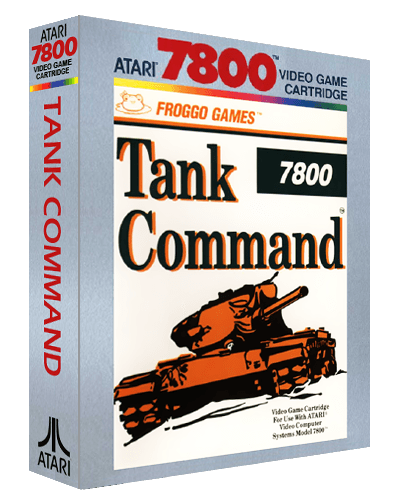 ATARI
7800
VIDEO GAME
CARTRIDGE
TANK COMMAND
ATARI
ATARI 7800™ VIDEO GAME
CARTRIDGE
FROGGO GAMES™
Tank
7800
Command™
Video Game Cartridge
For Use With ATARI®
Video Computer
Systems Model 7800™